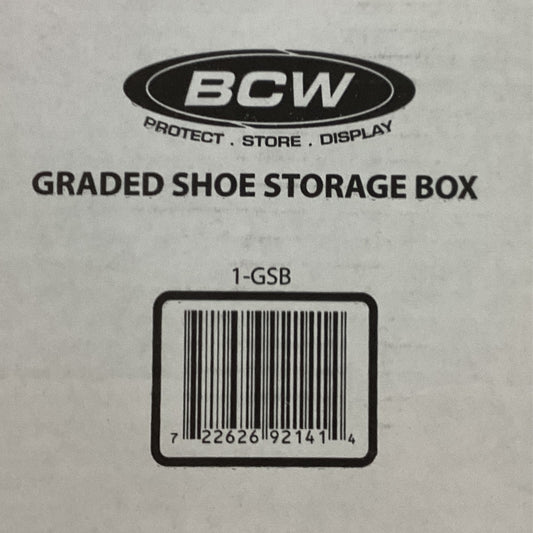 BCW
PROTECT . STORE . DISPLAY
GRADED SHOE STORAGE BOX
1-GSB
7 22626 92141 4